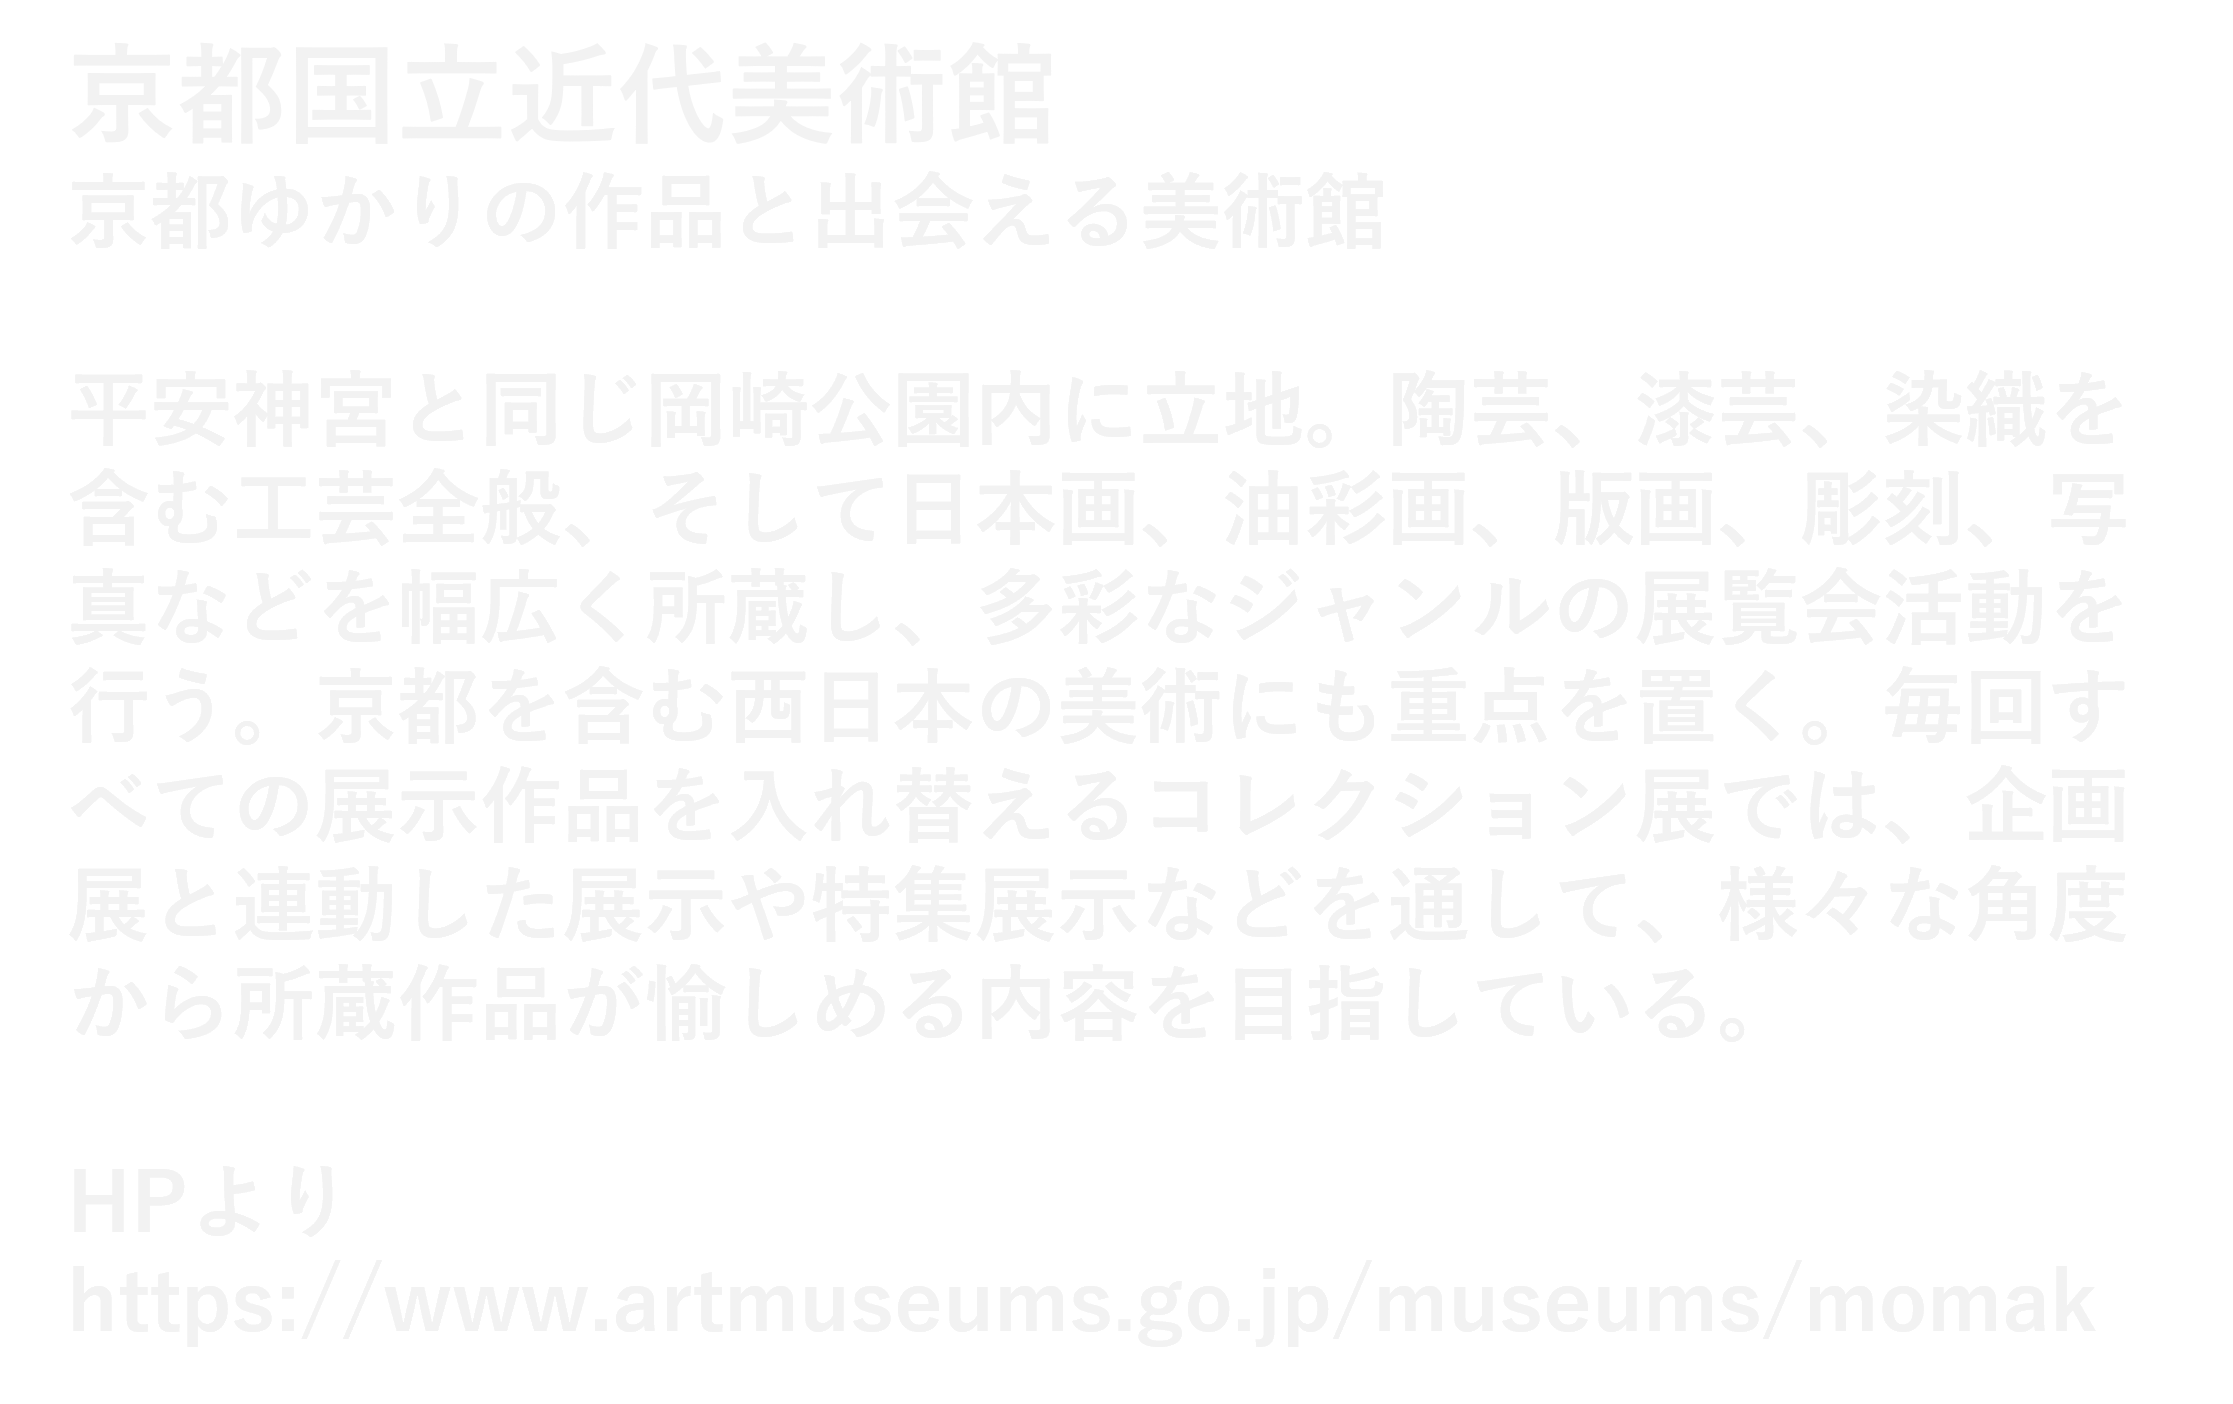 京都国立近代美術館
京都ゆかりの作品と出会える美術館
平安神宮と同じ岡崎公園内に立地。陶芸、漆芸、染織を
含む工芸全般、そして日本画、油彩画、版画、彫刻、写
真などを幅広く所蔵し、多彩なジャンルの展覧会活動を
行う。京都を含む西日本の美術にも重点を置く。毎回す
べての展示作品を入れ替えるコレクション展では、企画
展と連動した展示や特集展示などを通して、様々な角度
から所蔵作品が愉しめる内容を目指している。
HPより
https://www.artmuseums.go.jp/museums/momak